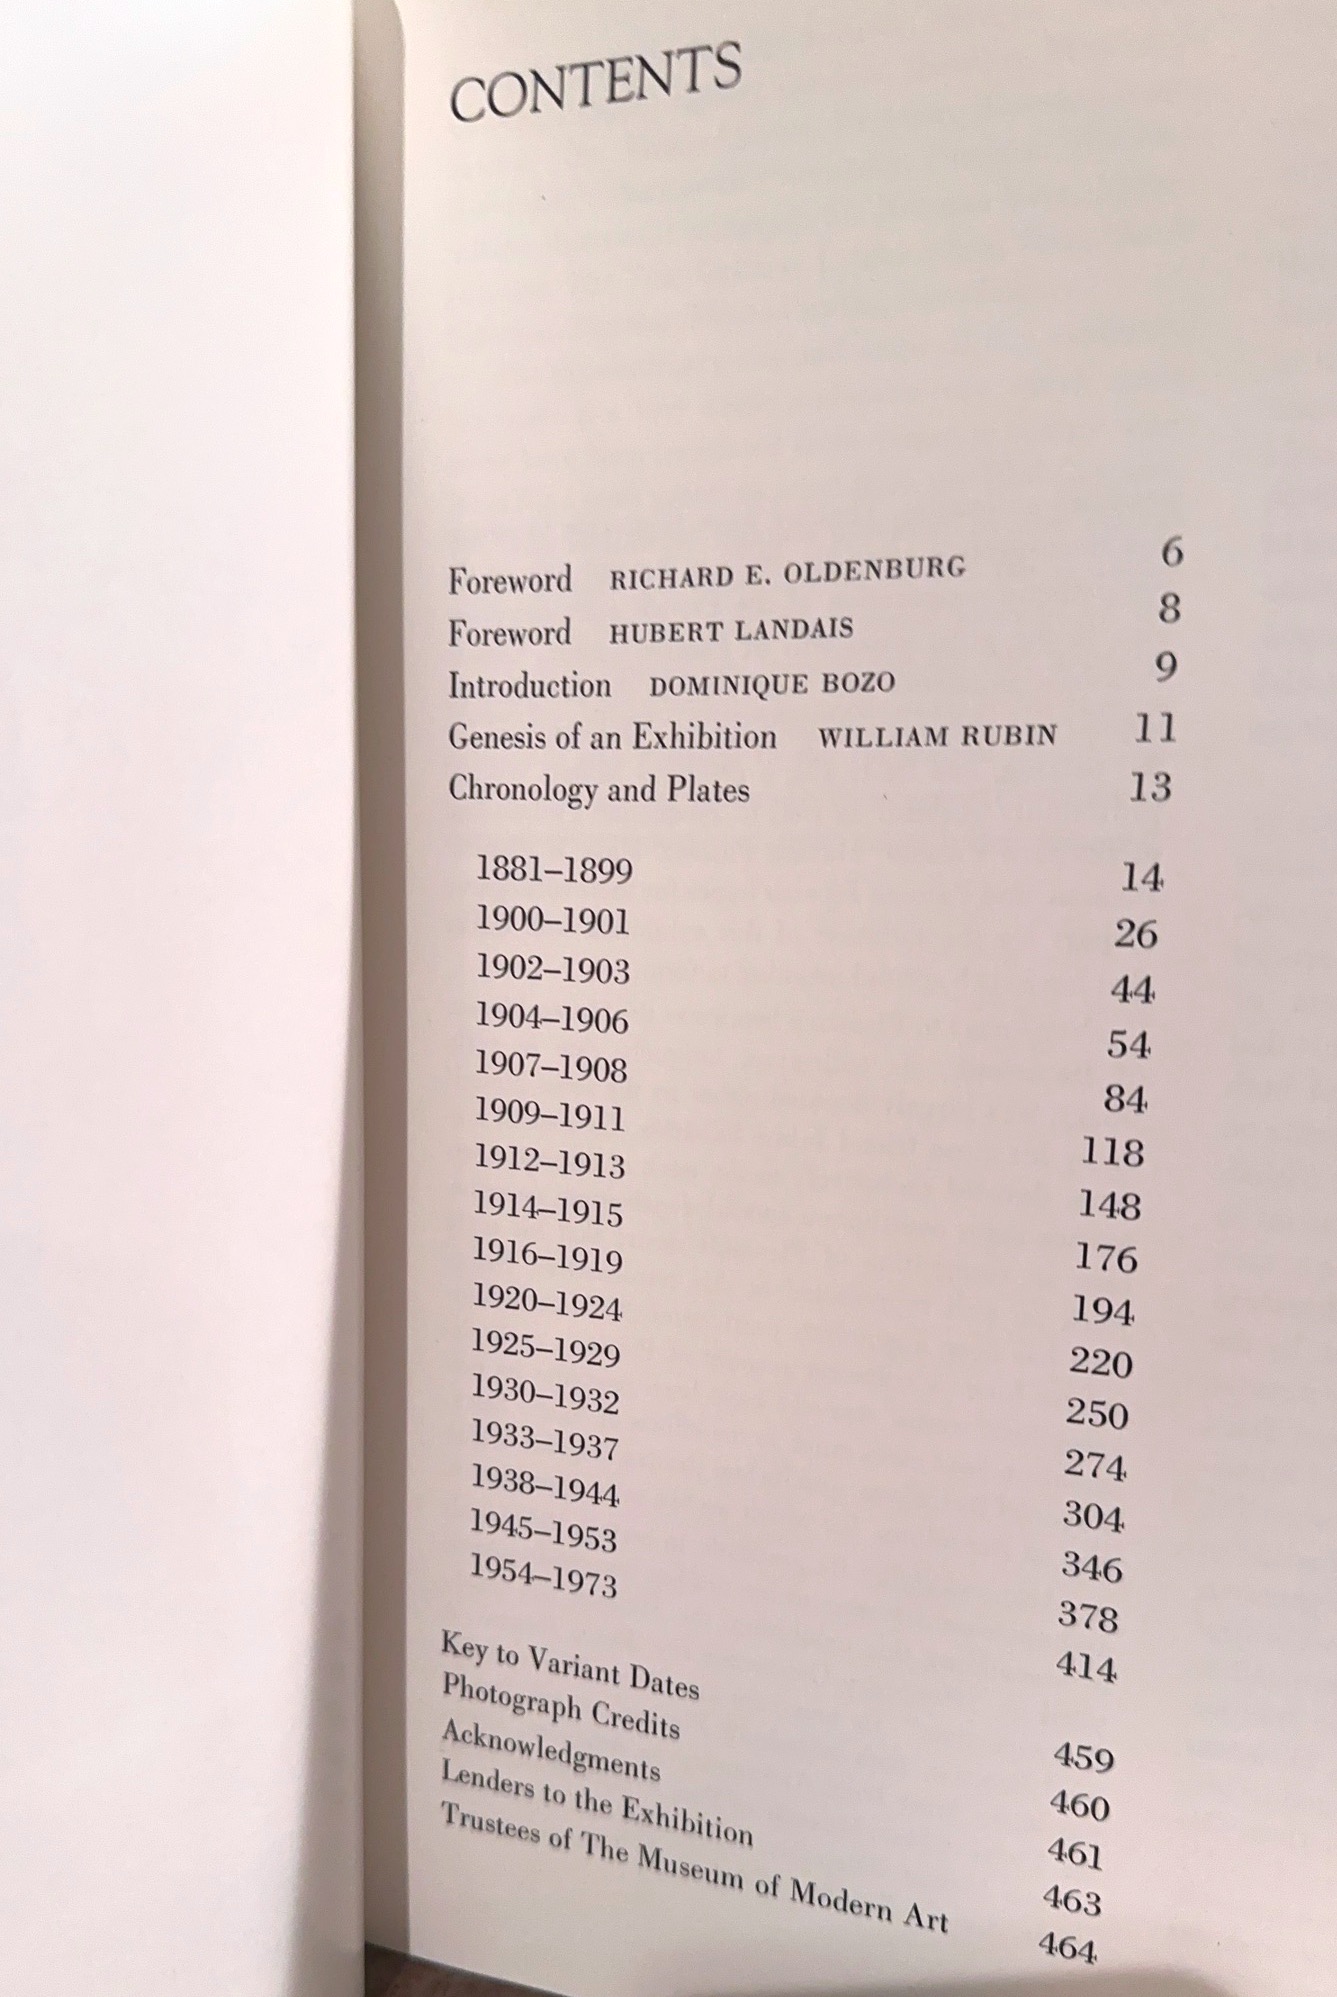 CONTENTS
Foreword RICHARD E. OLDENBURG 6
Foreword HUBERT LANDAIS 8
Introduction DOMINIQUE BOZO 9
Genesis of an Exhibition WILLIAM RUBIN 11
Chronology and Plates 13
1881–1899 14
1900–1901 26
1902–1903 44
1904–1906 54
1907–1908 84
1909–1911 118
1912–1913 148
1914–1915 176
1916–1919 194
1920–1924 220
1925–1929 250
1930–1932 274
1933–1937 304
1938–1944 346
1945–1953 378
1954–1973 414
Key to Variant Dates 459
Photograph Credits 460
Acknowledgments 461
Lenders to the Exhibition 463
Trustees of The Museum of Modern Art 464